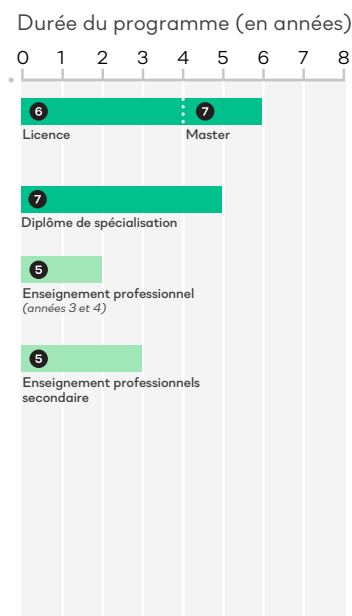 Durée du programme (en années)
0 1 2 3 4 5 6 7 8
6 7
Licence Master
7
Diplôme de spécialisation
5
Enseignement professionnel
(années 3 et 4)
5
Enseignement professionnels
secondaire